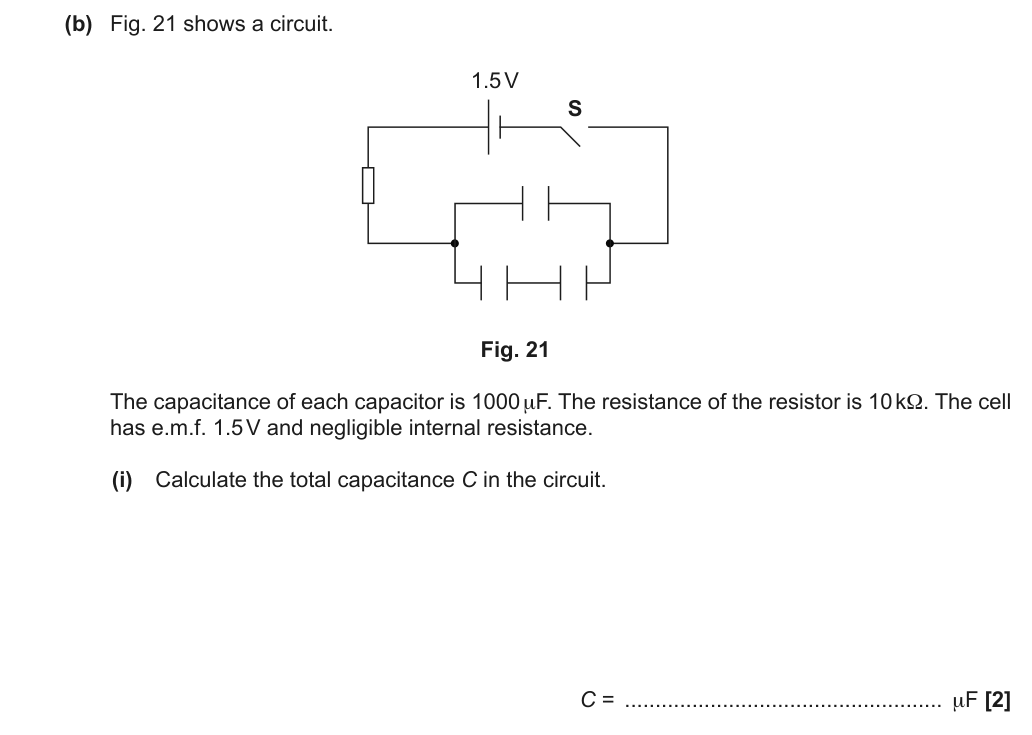 (b) Fig. 21 shows a circuit.
1.5 V
S
Fig. 21
The capacitance of each capacitor is 1000 μF. The resistance of the resistor is 10 kΩ. The cell
has e.m.f. 1.5 V and negligible internal resistance.
(i) Calculate the total capacitance C in the circuit.
C = .................................................... μF [2]